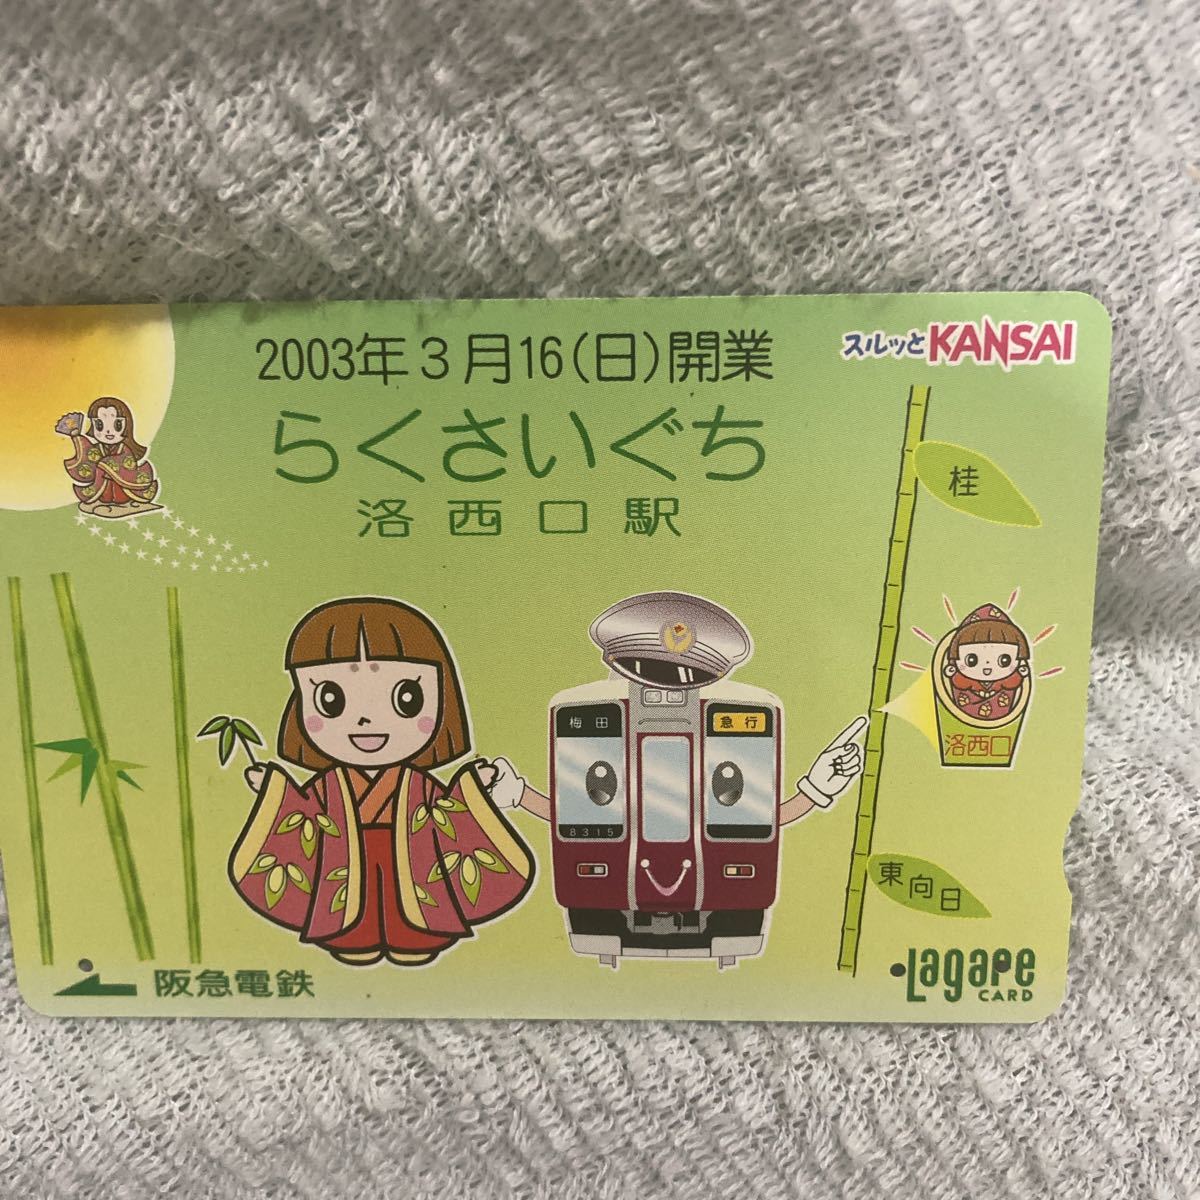 2003年3月16(日)開業
スルッとKANSAI
らくさいぐち
洛西口駅
桂
洛西口
梅田
急行
8315
東向日
阪急電鉄
Lagare
CARD